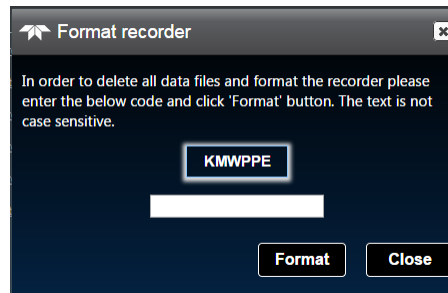 Format recorder
In order to delete all data files and format the recorder please
enter the below code and click 'Format' button. The text is not
case sensitive.
KMWPPE
Format Close